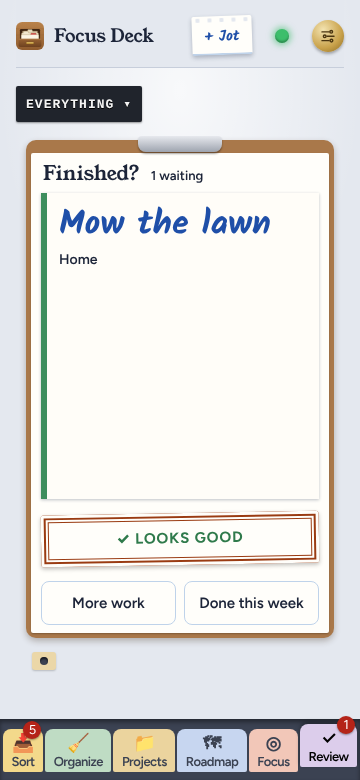 Focus Deck
+ Jot
EVERYTHING ▾
Finished? 1 waiting
Mow the lawn
Home
✓ LOOKS GOOD
More work
Done this week
5
1
Sort
Organize
Projects
Roadmap
Focus
Review